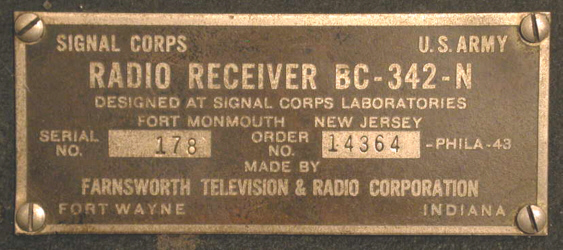 SIGNAL CORPS U.S. ARMY
RADIO RECEIVER BC-342-N
DESIGNED AT SIGNAL CORPS LABORATORIES
FORT MONMOUTH NEW JERSEY
SERIAL NO. 178 ORDER NO. 14364 -PHILA-43
MADE BY
FARNSWORTH TELEVISION & RADIO CORPORATION
FORT WAYNE INDIANA